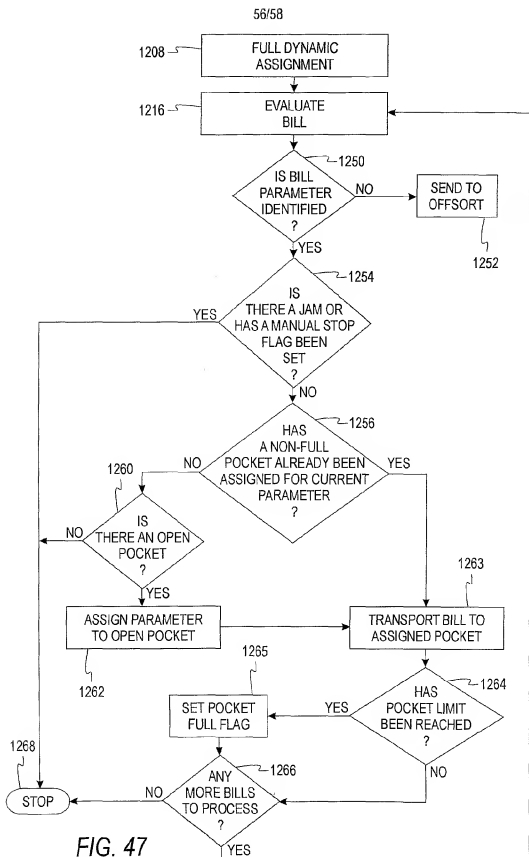 56/58
1208
FULL DYNAMIC
ASSIGNMENT
1216
EVALUATE
BILL
1250
IS BILL
PARAMETER
IDENTIFIED
?
NO
SEND TO
OFFSORT
1252
YES
1254
IS
THERE A JAM OR
HAS A MANUAL STOP
FLAG BEEN
SET
?
YES
NO
1256
HAS
A NON-FULL
POCKET ALREADY BEEN
ASSIGNED FOR CURRENT
PARAMETER
?
NO
YES
1260
IS
THERE AN OPEN
POCKET
?
NO
YES
ASSIGN PARAMETER
TO OPEN POCKET
1262
1263
TRANSPORT BILL TO
ASSIGNED POCKET
1264
HAS
POCKET LIMIT
BEEN REACHED
?
YES
NO
1265
SET POCKET
FULL FLAG
1266
ANY
MORE BILLS
TO PROCESS
?
NO
YES
1268
STOP
FIG. 47